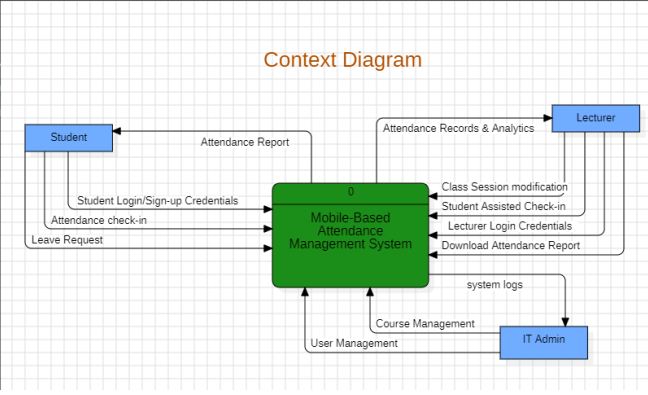 Context Diagram
Student
Lecturer
Attendance Report
Attendance Records & Analytics
0
Mobile-Based
Attendance
Management System
Student Login/Sign-up Credentials
Attendance check-in
Leave Request
Class Session modification
Student Assisted Check-in
Lecturer Login Credentials
Download Attendance Report
system logs
Course Management
User Management
IT Admin